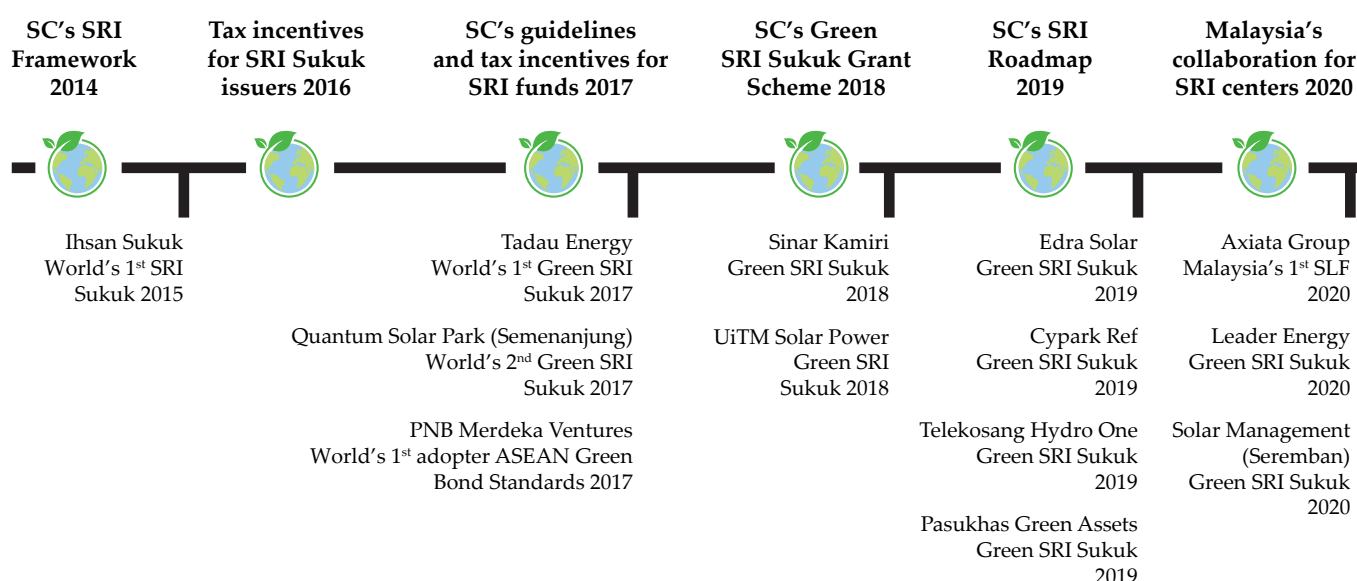 SC’s SRI
Framework
2014
Tax incentives
for SRI Sukuk
issuers 2016
SC’s guidelines
and tax incentives for
SRI funds 2017
SC’s Green
SRI Sukuk Grant
Scheme 2018
SC’s SRI
Roadmap
2019
Malaysia’s
collaboration for
SRI centers 2020
Ihsan Sukuk
World’s 1st SRI
Sukuk 2015
Tadau Energy
World’s 1st Green SRI
Sukuk 2017
Quantum Solar Park (Semenanjung)
World’s 2nd Green SRI
Sukuk 2017
PNB Merdeka Ventures
World’s 1st adopter ASEAN Green
Bond Standards 2017
Sinar Kamiri
Green SRI Sukuk
2018
UiTM Solar Power
Green SRI
Sukuk 2018
Edra Solar
Green SRI Sukuk
2019
Cypark Ref
Green SRI Sukuk
2019
Telekosang Hydro One
Green SRI Sukuk
2019
Pasukhas Green Assets
Green SRI Sukuk
2019
Axiata Group
Malaysia’s 1st SLF
2020
Leader Energy
Green SRI Sukuk
2020
Solar Management
(Seremban)
Green SRI Sukuk
2020